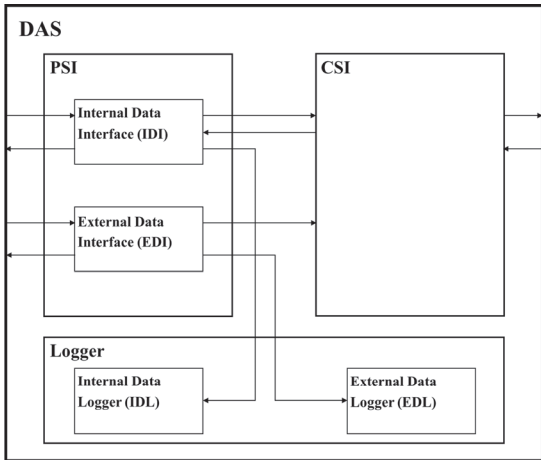 DAS
PSI
CSI
Internal Data
Interface (IDI)
External Data
Interface (EDI)
Logger
Internal Data
Logger (IDL)
External Data
Logger (EDL)